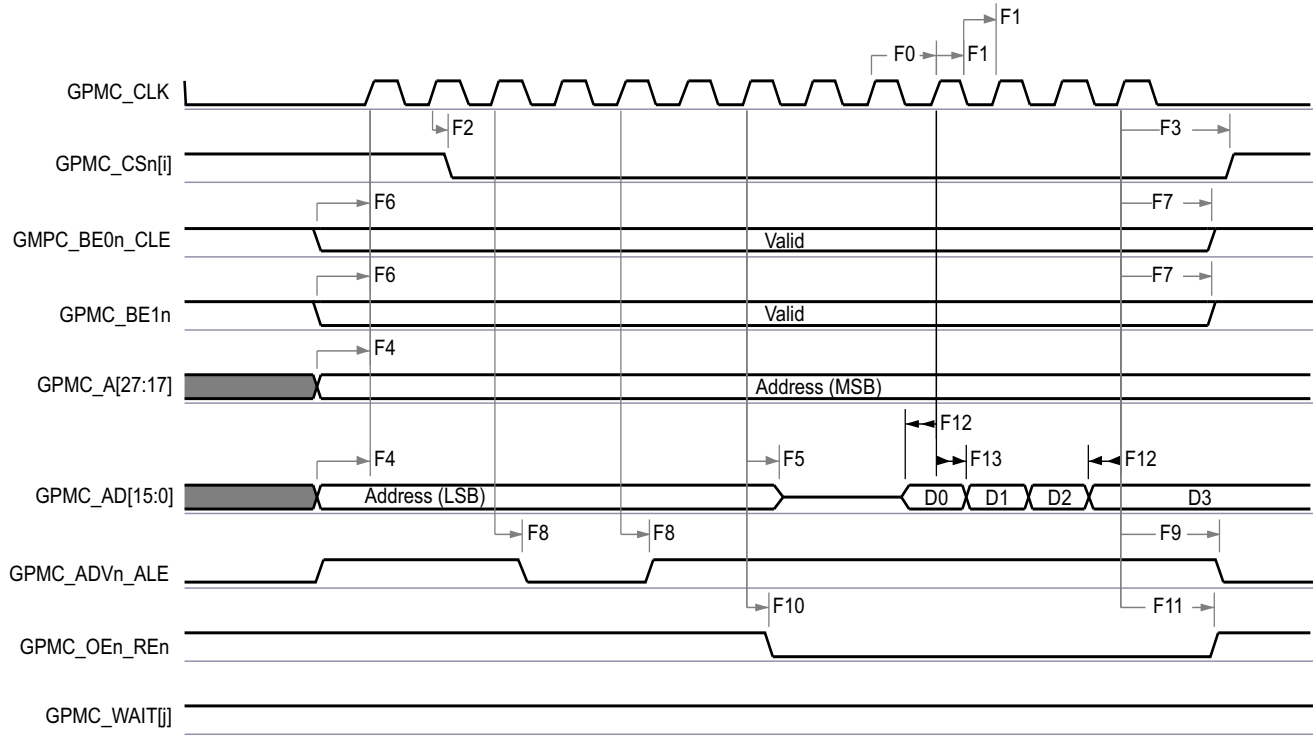 F1
F0 F1
GPMC_CLK
F2 F3
GPMC_CSn[i]
F6 F7
GMPC_BE0n_CLE Valid
F6 F7
GPMC_BE1n Valid
F4
GPMC_A[27:17] Address (MSB)
F12
F4 F5 F13 F12
GPMC_AD[15:0] Address (LSB) D0 D1 D2 D3
F8 F8 F9
GPMC_ADVn_ALE
F10 F11
GPMC_OEn_REn
GPMC_WAIT[j]